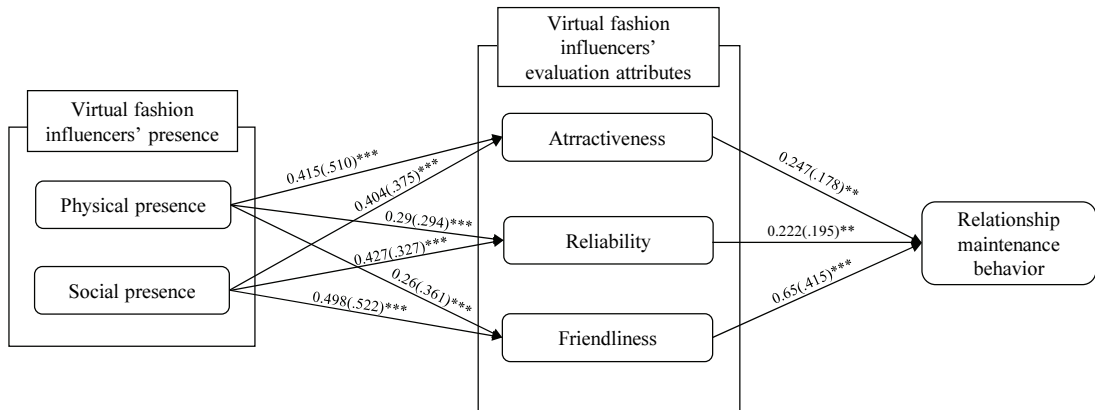 Virtual fashion
influencers' presence
Physical presence
Social presence
0.415(.510)***
0.404(.375)***
0.29(.294)***
0.427(.327)***
0.26(.361)***
0.498(.522)***
Virtual fashion
influencers'
evaluation attributes
Atrractiveness
Reliability
Friendliness
0.247(.178)**
0.222(.195)**
0.65(.415)***
Relationship
maintenance
behavior